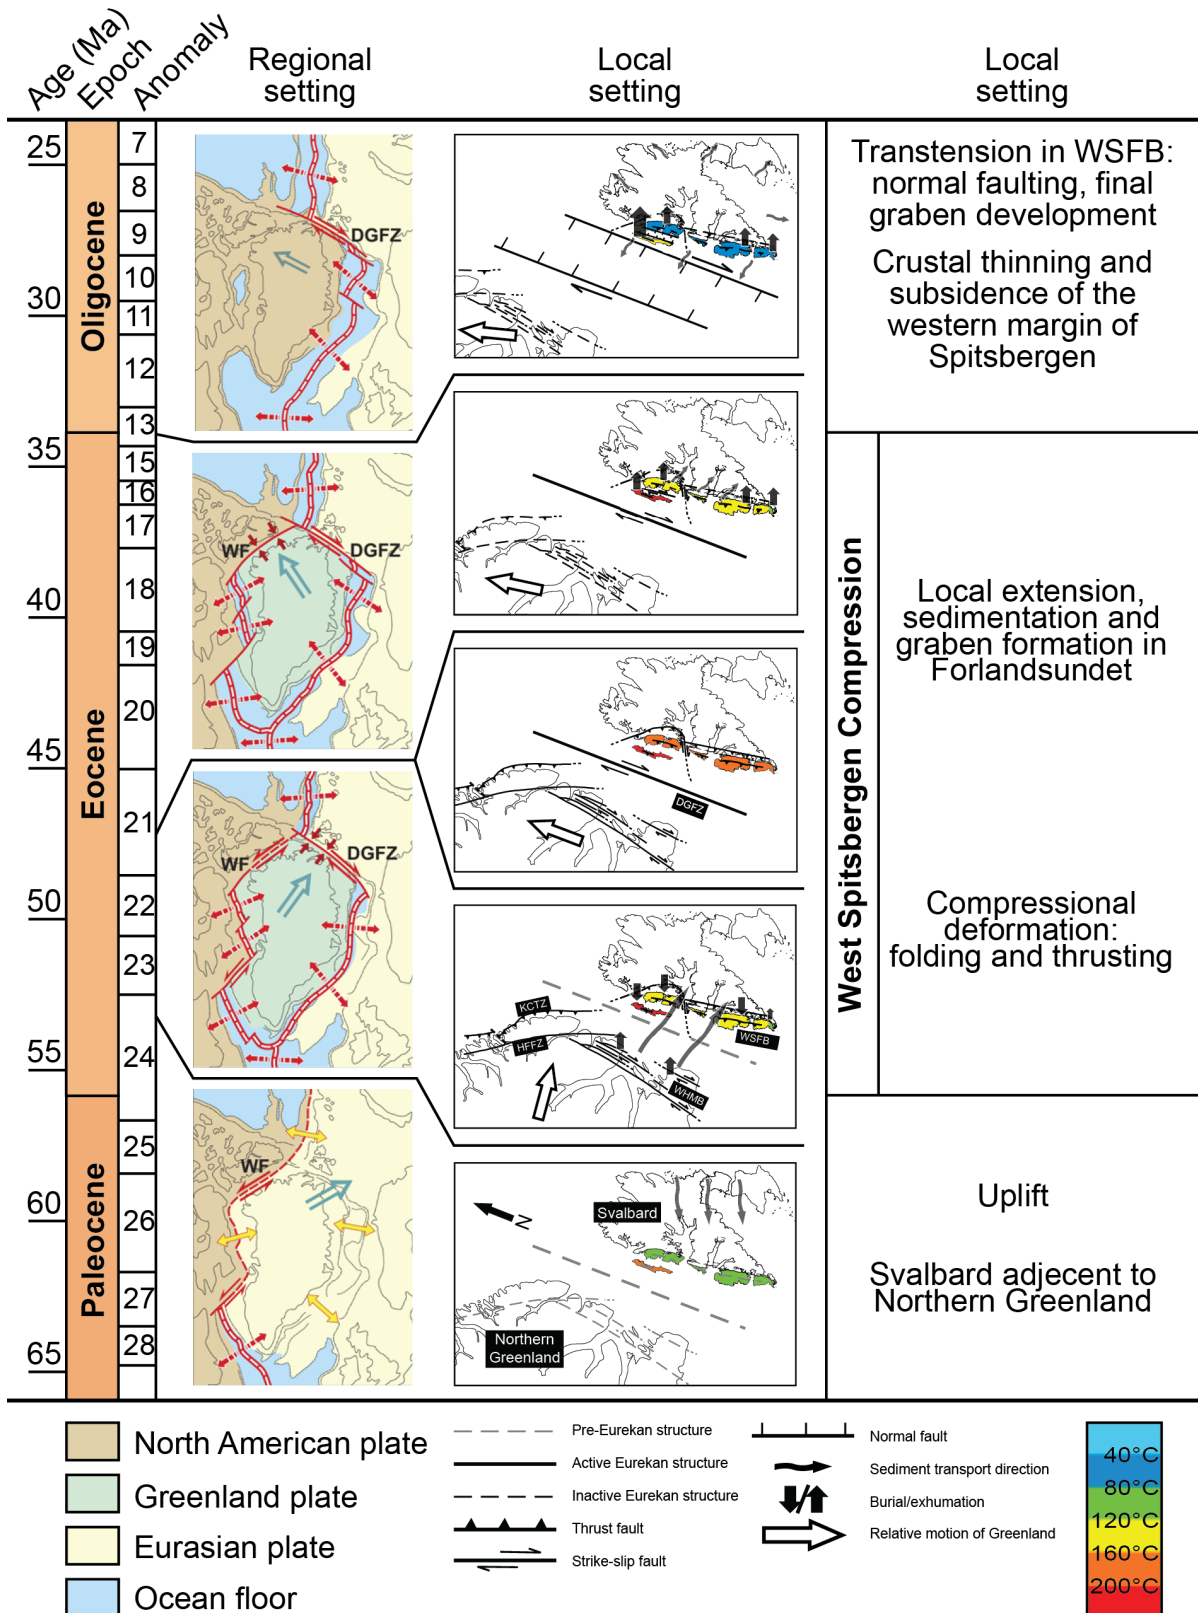 Age (Ma)
Epoch
Anomaly
Regional
setting
Local
setting
Local
setting
25
30
35
40
45
50
55
60
65
Oligocene
Eocene
Paleocene
7
8
9
10
11
12
13
15
16
17
18
19
20
21
22
23
24
25
26
27
28
DGFZ
WF
DGFZ
WF
DGFZ
WF
DGFZ
KCTZ
HFFZ
WSFB
WHMB
N
Svalbard
Northern
Greenland
Transtension in WSFB:
normal faulting, final
graben development
Crustal thinning and
subsidence of the
western margin of
Spitsbergen
West Spitsbergen Compression
Local extension,
sedimentation and
graben formation in
Forlandsundet
Compressional
deformation:
folding and thrusting
Uplift
Svalbard adjecent to
Northern Greenland
North American plate
Greenland plate
Eurasian plate
Ocean floor
Pre-Eurekan structure
Active Eurekan structure
Inactive Eurekan structure
Thrust fault
Strike-slip fault
Normal fault
Sediment transport direction
Burial/exhumation
Relative motion of Greenland
40°C
80°C
120°C
160°C
200°C